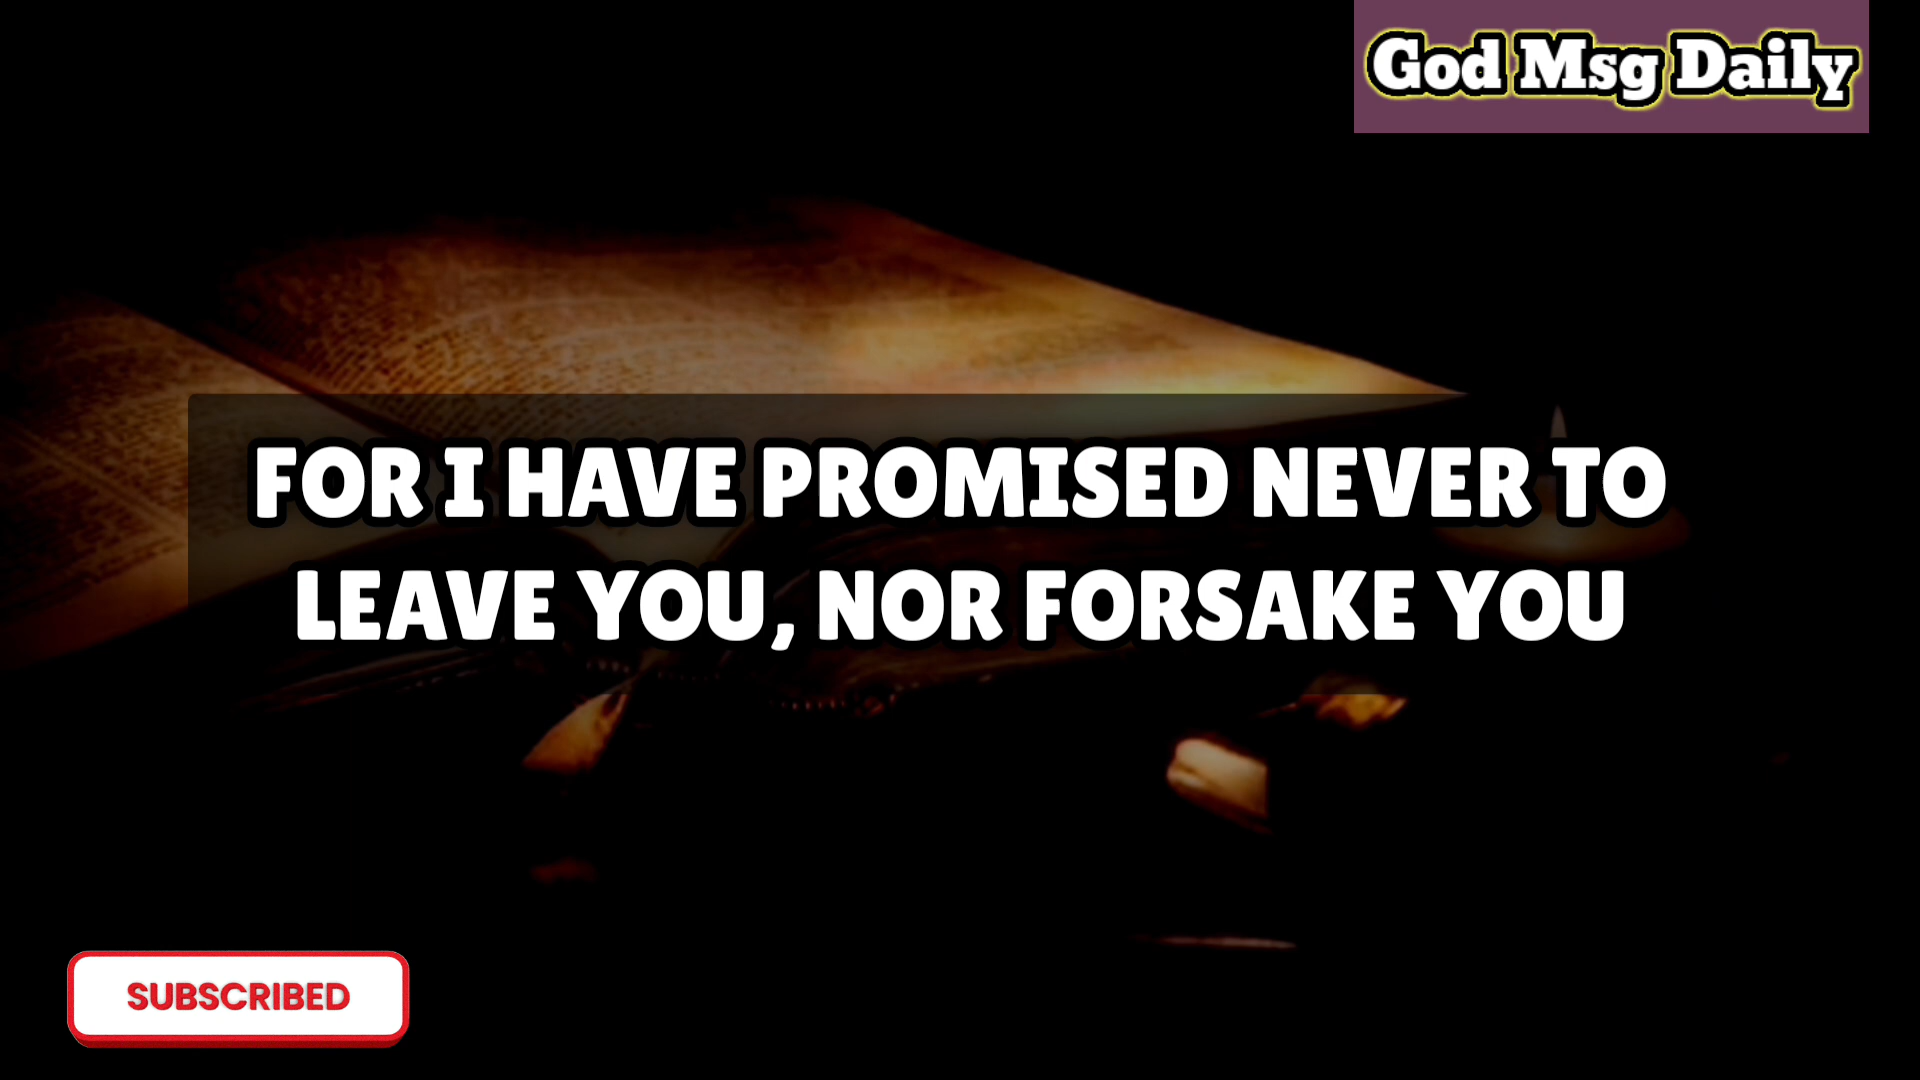 God Msg Daily
FOR I HAVE PROMISED NEVER TO
LEAVE YOU, NOR FORSAKE YOU
SUBSCRIBED